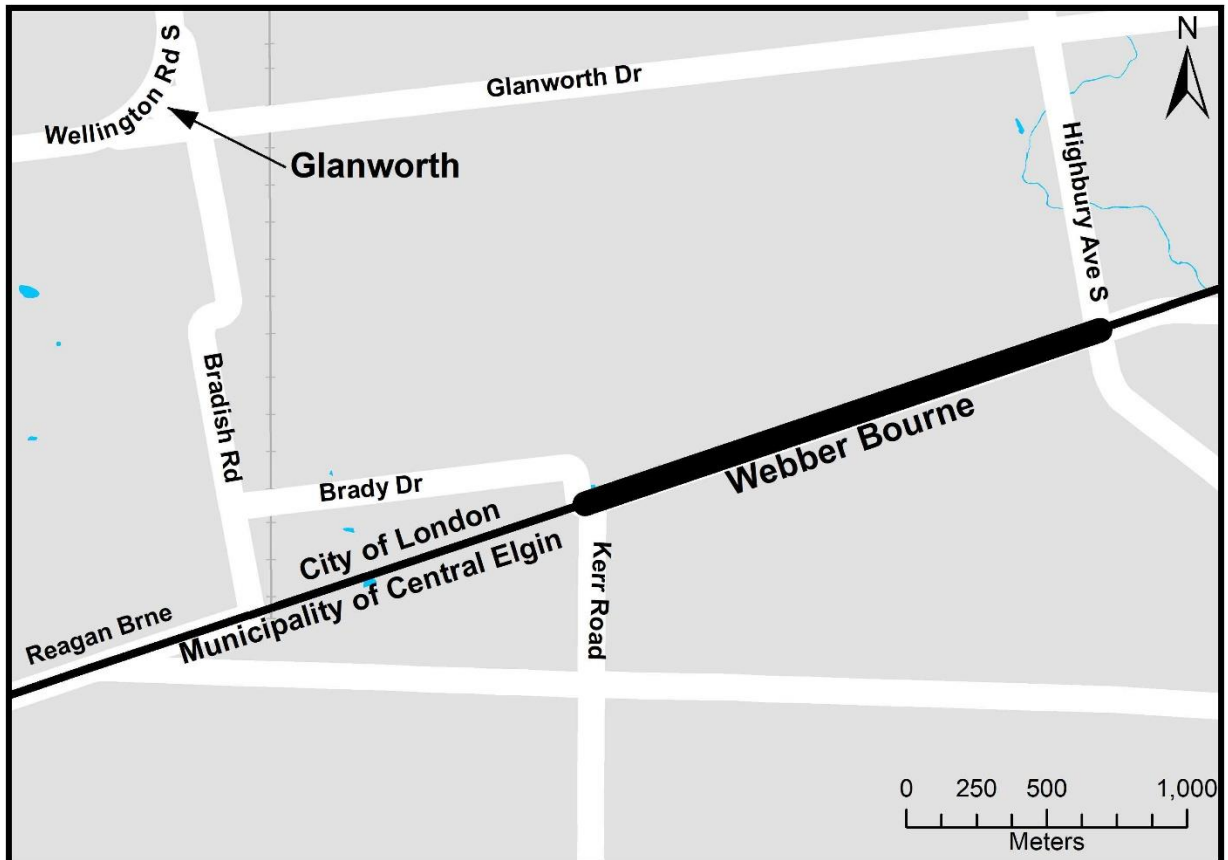 N
Wellington Rd S
Glanworth Dr
Glanworth
Highbury Ave S
Bradish Rd
Webber Bourne
Brady Dr
City of London
Municipality of Central Elgin
Kerr Road
Reagan Brne
0 250 500 1,000
Meters